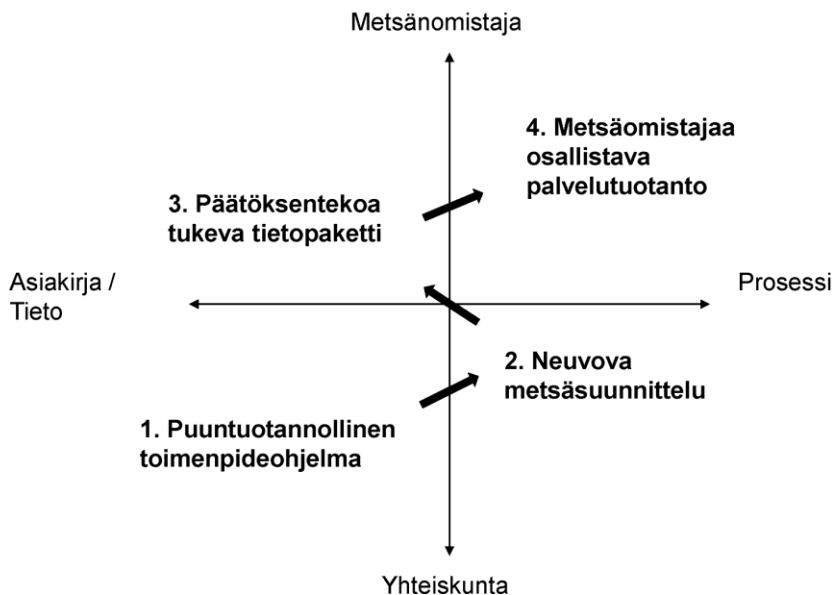 Metsänomistaja
4. Metsäomistajaa
osallistava
palvelutuotanto
3. Päätöksentekoa
tukeva tietopaketti
Asiakirja /
Tieto
Prosessi
2. Neuvova
metsäsuunnittelu
1. Puuntuotannollinen
toimenpideohjelma
Yhteiskunta